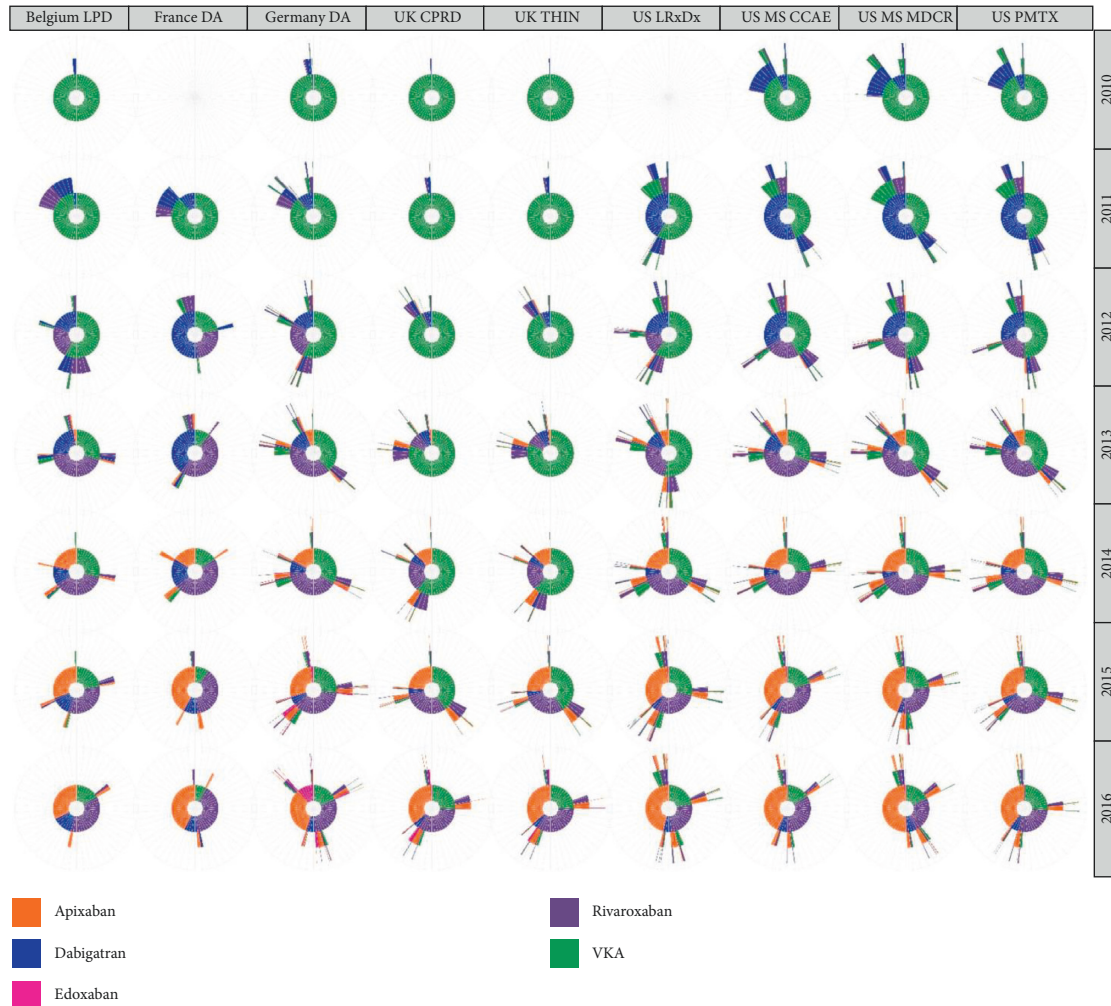 Belgium LPD France DA Germany DA UK CPRD UK THIN US LRxDx US MS CCAE US MS MDCR US PMTX
2010
2011
2012
2013
2014
2015
2016
Apixaban Rivaroxaban
Dabigatran VKA
Edoxaban